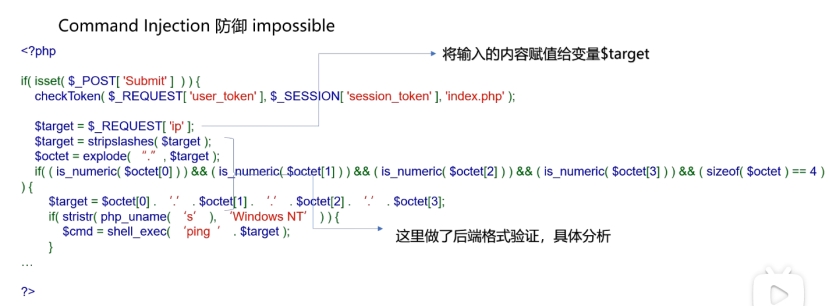 Command Injection 防御 impossible
<?php
将输入的内容赋值给变量$target
if( isset( $_POST[ 'Submit' ]  ) ) {
checkToken( $_REQUEST[ 'user_token' ], $_SESSION[ 'session_token' ], 'index.php' );
$target = $_REQUEST[ 'ip' ];
$target = stripslashes( $target );
$octet = explode(  “.” , $target );
if( ( is_numeric( $octet[0] ) ) && ( is_numeric( $octet[1] ) ) && ( is_numeric( $octet[2] ) ) && ( is_numeric( $octet[3] ) ) && ( sizeof( $octet ) == 4 )
) {
$target = $octet[0] .  ‘.’  . $octet[1] .  ‘.’  . $octet[2] .  ‘.’  . $octet[3];
if( stristr( php_uname(  ‘s’  ),  ‘Windows NT’  ) ) {
$cmd = shell_exec(  ‘ping  ‘  . $target );
这里做了后端格式验证，具体分析
}
…
?>